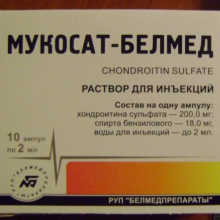 МУКОСАТ-БЕЛМЕД
CHONDROITIN SULFATE
РАСТВОР ДЛЯ ИНЪЕКЦИЙ
Состав на одну ампулу:
хондроитина сульфата — 200,0 мг;
спирта бензилового — 18,0 мг;
воды для инъекций — до 2 мл.
10 ампул
по 2 мл
РУП "БЕЛМЕДПРЕПАРАТЫ"